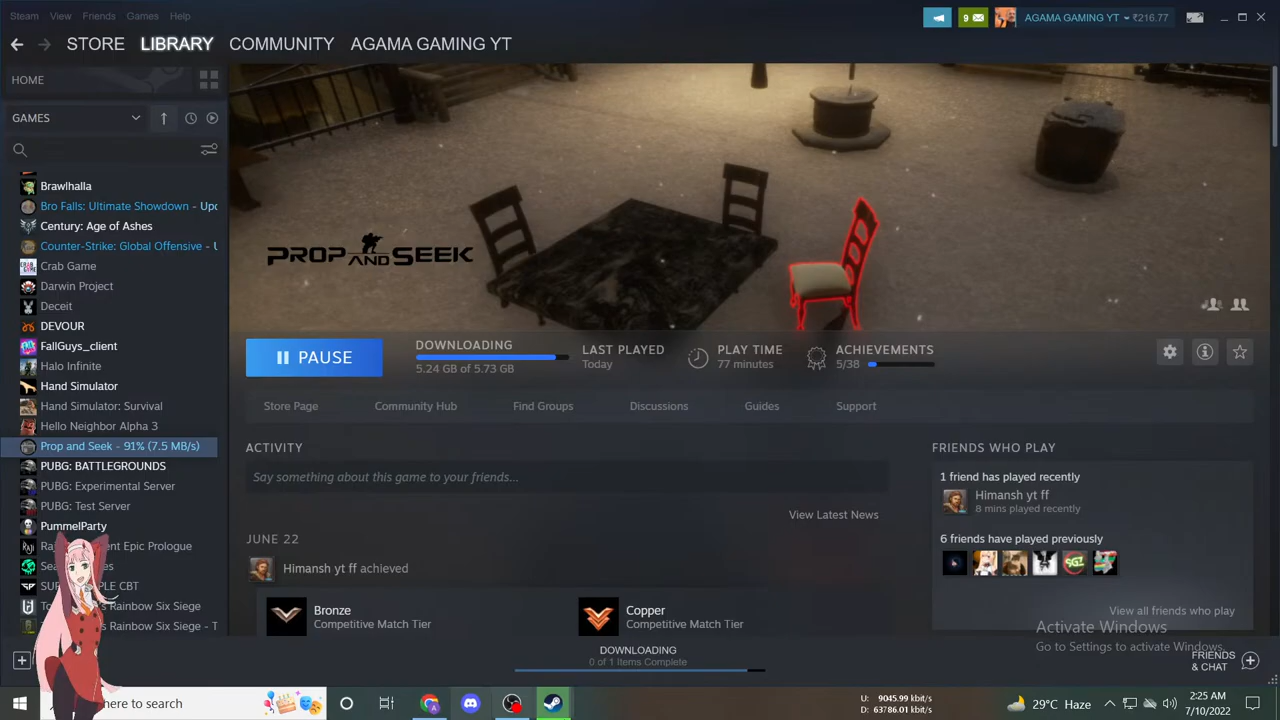 Steam View Friends Games Help
9 AGAMA GAMING YT ₹216.77
STORE LIBRARY COMMUNITY AGAMA GAMING YT
HOME
GAMES
Brawlhalla
Bro Falls: Ultimate Showdown - Upd
Century: Age of Ashes
Counter-Strike: Global Offensive - U
Crab Game
Darwin Project
Deceit
DEVOUR
FallGuys_client
Halo Infinite
Hand Simulator
Hand Simulator: Survival
Hello Neighbor Alpha 3
Prop and Seek - 91% (7.5 MB/s)
PUBG: BATTLEGROUNDS
PUBG: Experimental Server
PUBG: Test Server
PummelParty
Epic Prologue
CBT
Rainbow Six Siege
Rainbow Six Siege - T
PROP AND SEEK
PAUSE
DOWNLOADING
5.24 GB of 5.73 GB
LAST PLAYED
Today
PLAY TIME
77 minutes
ACHIEVEMENTS
5/38
Store Page Community Hub Find Groups Discussions Guides Support
ACTIVITY
Say something about this game to your friends...
View Latest News
JUNE 22
Himansh yt ff achieved
Bronze
Competitive Match Tier
Copper
Competitive Match Tier
FRIENDS WHO PLAY
1 friend has played recently
Himansh yt ff
8 mins played recently
6 friends have played previously
SGZ
View all friends who play
Activate Windows
Go to Settings to activate Windows.
DOWNLOADING
0 of 1 Items Complete
FRIENDS
& CHAT
here to search
U: 9045.99 kbit/s
D: 63786.01 kbit/s
29°C Haze
2:25 AM
7/10/2022